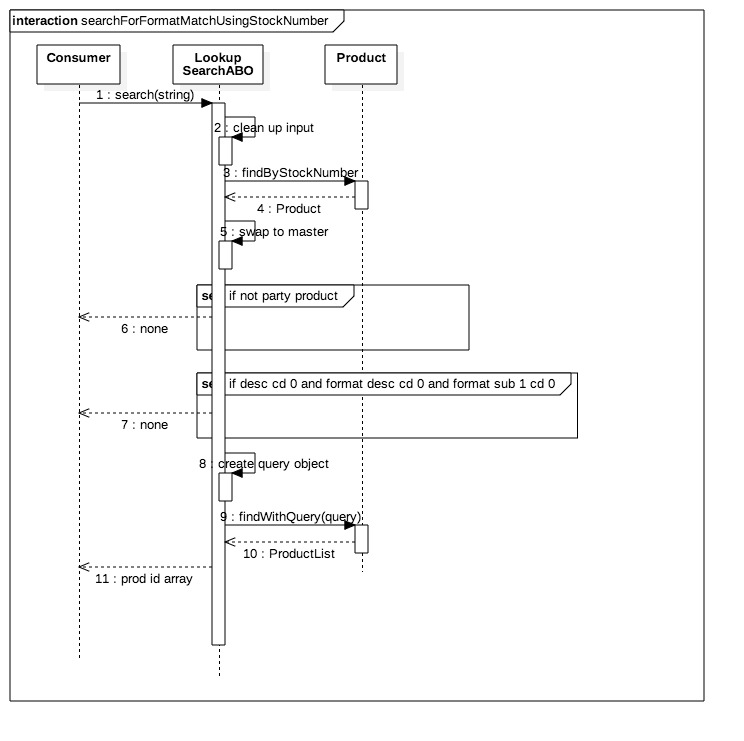 interaction searchForFormatMatchUsingStockNumber
Consumer
Lookup
SearchABO
Product
1 : search(string)
2 : clean up input
3 : findByStockNumber
4 : Product
5 : swap to master
se if not party product
6 : none
se if desc cd 0 and format desc cd 0 and format sub 1 cd 0
7 : none
8 : create query object
9 : findWithQuery(query)
10 : ProductList
11 : prod id array